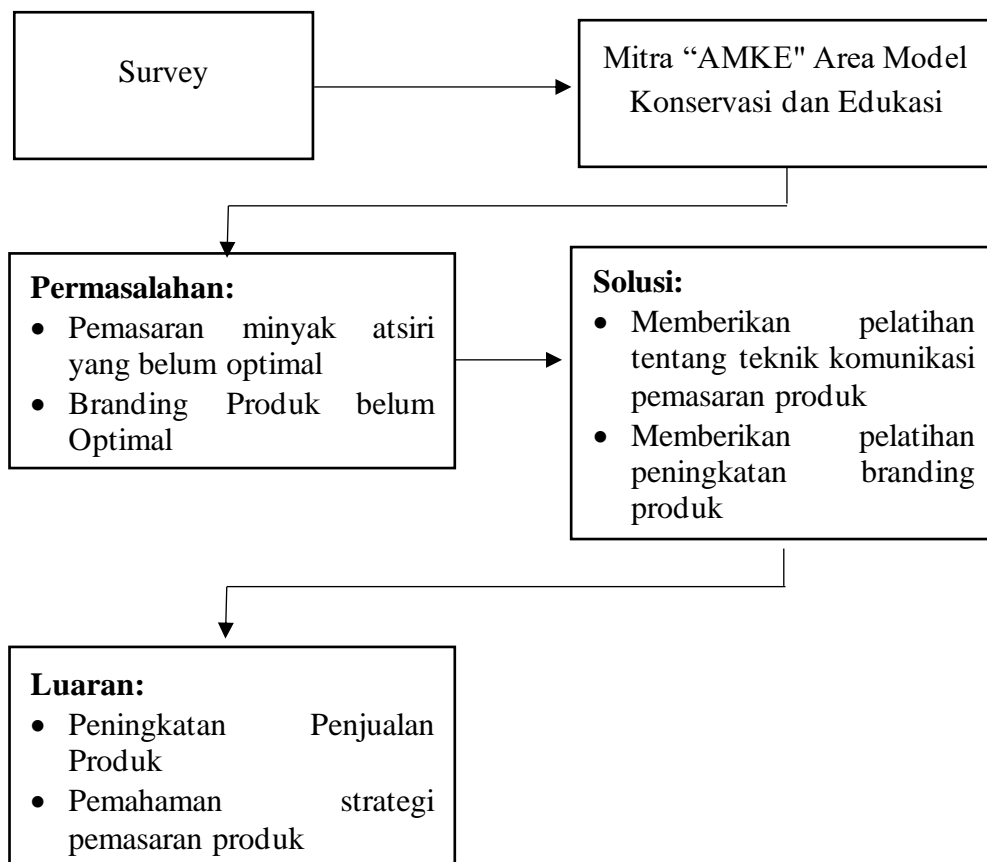 Survey
Mitra “AMKE" Area Model
Konservasi dan Edukasi
Permasalahan:
• Pemasaran minyak atsiri
yang belum optimal
• Branding Produk belum
Optimal
Solusi:
• Memberikan pelatihan
tentang teknik komunikasi
pemasaran produk
• Memberikan pelatihan
peningkatan branding
produk
Luaran:
• Peningkatan Penjualan
Produk
• Pemahaman strategi
pemasaran produk